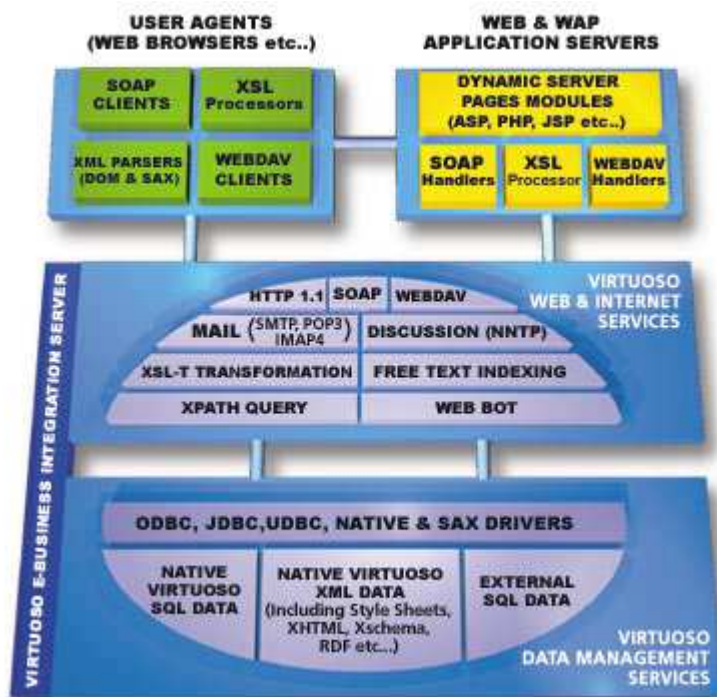 USER AGENTS
(WEB BROWSERS etc..)
WEB & WAP
APPLICATION SERVERS
SOAP
CLIENTS
XSL
Processors
XML PARSERS
(DOM & SAX)
WEBDAV
CLIENTS
DYNAMIC SERVER
PAGES MODULES
(ASP, PHP, JSP etc..)
SOAP
Handlers
XSL
Processor
WEBDAV
Handlers
VIRTUOSO E-BUSINESS INTEGRATION SERVER
VIRTUOSO
WEB & INTERNET
SERVICES
HTTP 1.1
SOAP
WEBDAV
MAIL (SMTP, POP3
IMAP4)
DISCUSSION (NNTP)
XSL-T TRANSFORMATION
FREE TEXT INDEXING
XPATH QUERY
WEB BOT
ODBC, JDBC,UDBC, NATIVE & SAX DRIVERS
NATIVE
VIRTUOSO
SQL DATA
NATIVE VIRTUOSO
XML DATA
(Including Style Sheets,
XHTML, Xschema,
RDF etc...)
EXTERNAL
SQL DATA
VIRTUOSO
DATA MANAGEMENT
SERVICES